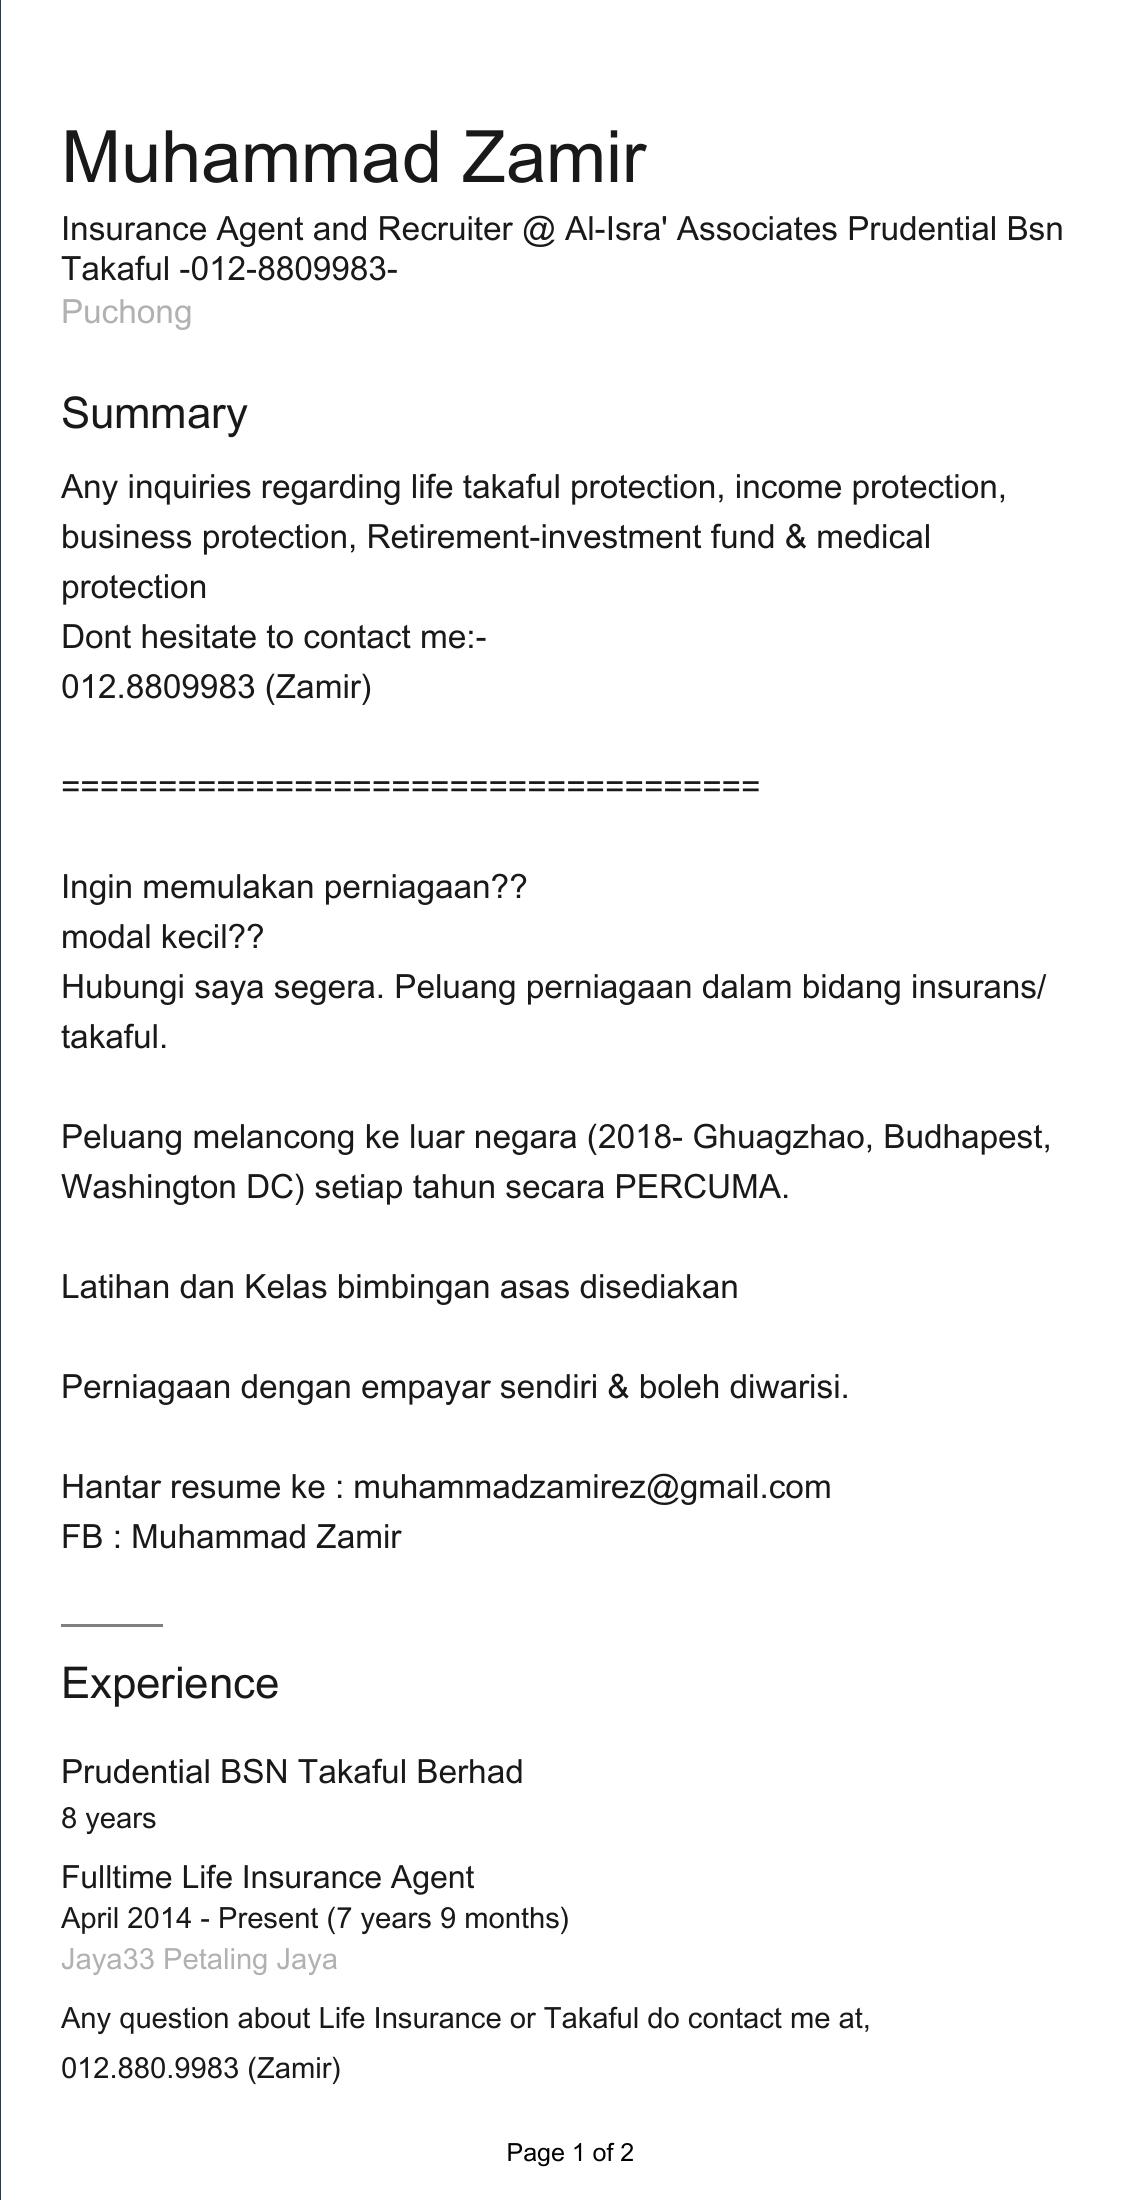 Muhammad Zamir
Insurance Agent and Recruiter @ Al-Isra' Associates Prudential Bsn
Takaful -012-8809983-
Puchong
Summary
Any inquiries regarding life takaful protection, income protection,
business protection, Retirement-investment fund & medical
protection
Dont hesitate to contact me:-
012.8809983 (Zamir)
====================================
Ingin memulakan perniagaan??
modal kecil??
Hubungi saya segera. Peluang perniagaan dalam bidang insurans/
takaful.
Peluang melancong ke luar negara (2018- Ghuagzhao, Budhapest,
Washington DC) setiap tahun secara PERCUMA.
Latihan dan Kelas bimbingan asas disediakan
Perniagaan dengan empayar sendiri & boleh diwarisi.
Hantar resume ke : muhammadzamirez@gmail.com
FB : Muhammad Zamir
Experience
Prudential BSN Takaful Berhad
8 years
Fulltime Life Insurance Agent
April 2014 - Present (7 years 9 months)
Jaya33 Petaling Jaya
Any question about Life Insurance or Takaful do contact me at,
012.880.9983 (Zamir)
Page 1 of 2